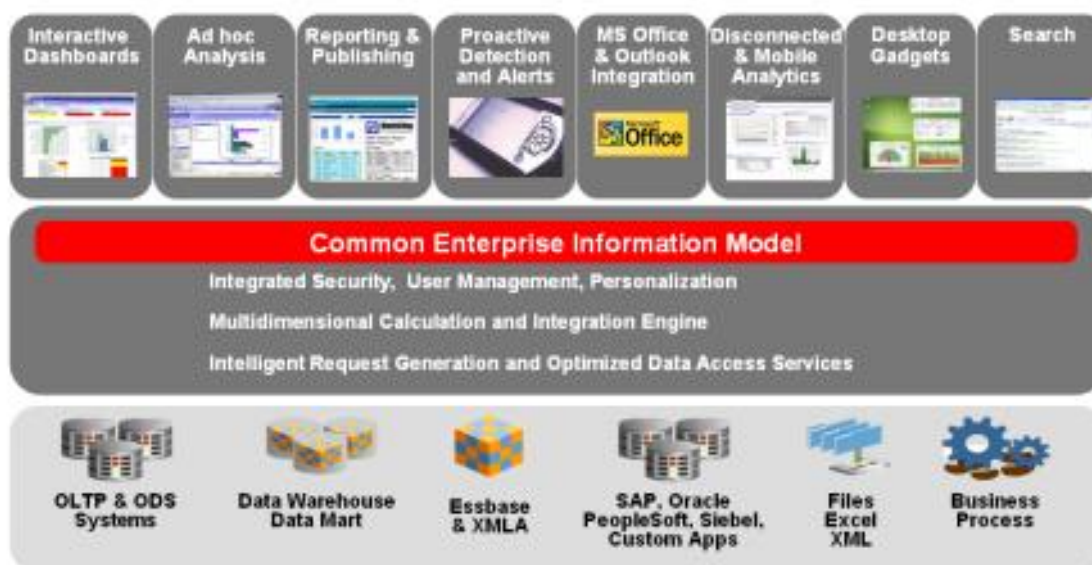 Interactive
Dashboards
Ad hoc
Analysis
Reporting &
Publishing
Proactive
Detection
and Alerts
MS Office
& Outlook
Integration
Disconnected
& Mobile
Analytics
Desktop
Gadgets
Search
Microsoft
Office
Common Enterprise Information Model
Integrated Security, User Management, Personalization
Multidimensional Calculation and Integration Engine
Intelligent Request Generation and Optimized Data Access Services
OLTP & ODS
Systems
Data Warehouse
Data Mart
Essbase
& XMLA
SAP, Oracle
PeopleSoft, Siebel,
Custom Apps
Files
Excel
XML
Business
Process